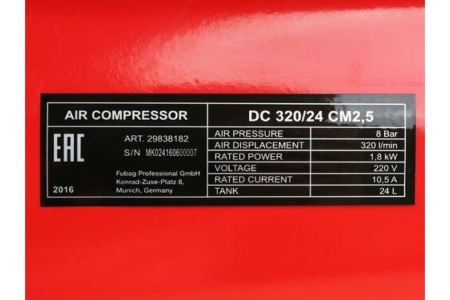 AIR COMPRESSOR
EAC
ART. 29838182
S/N MK024160600007
Fubag Professional GmbH
Konrad-Zuse-Platz 8,
Munich, Germany
2016
DC 320/24 CM2,5
AIR PRESSURE 8 Bar
AIR DISPLACEMENT 320 l/min
RATED POWER 1,8 kW
VOLTAGE 220 V
RATED CURRENT 10,5 A
TANK 24 L